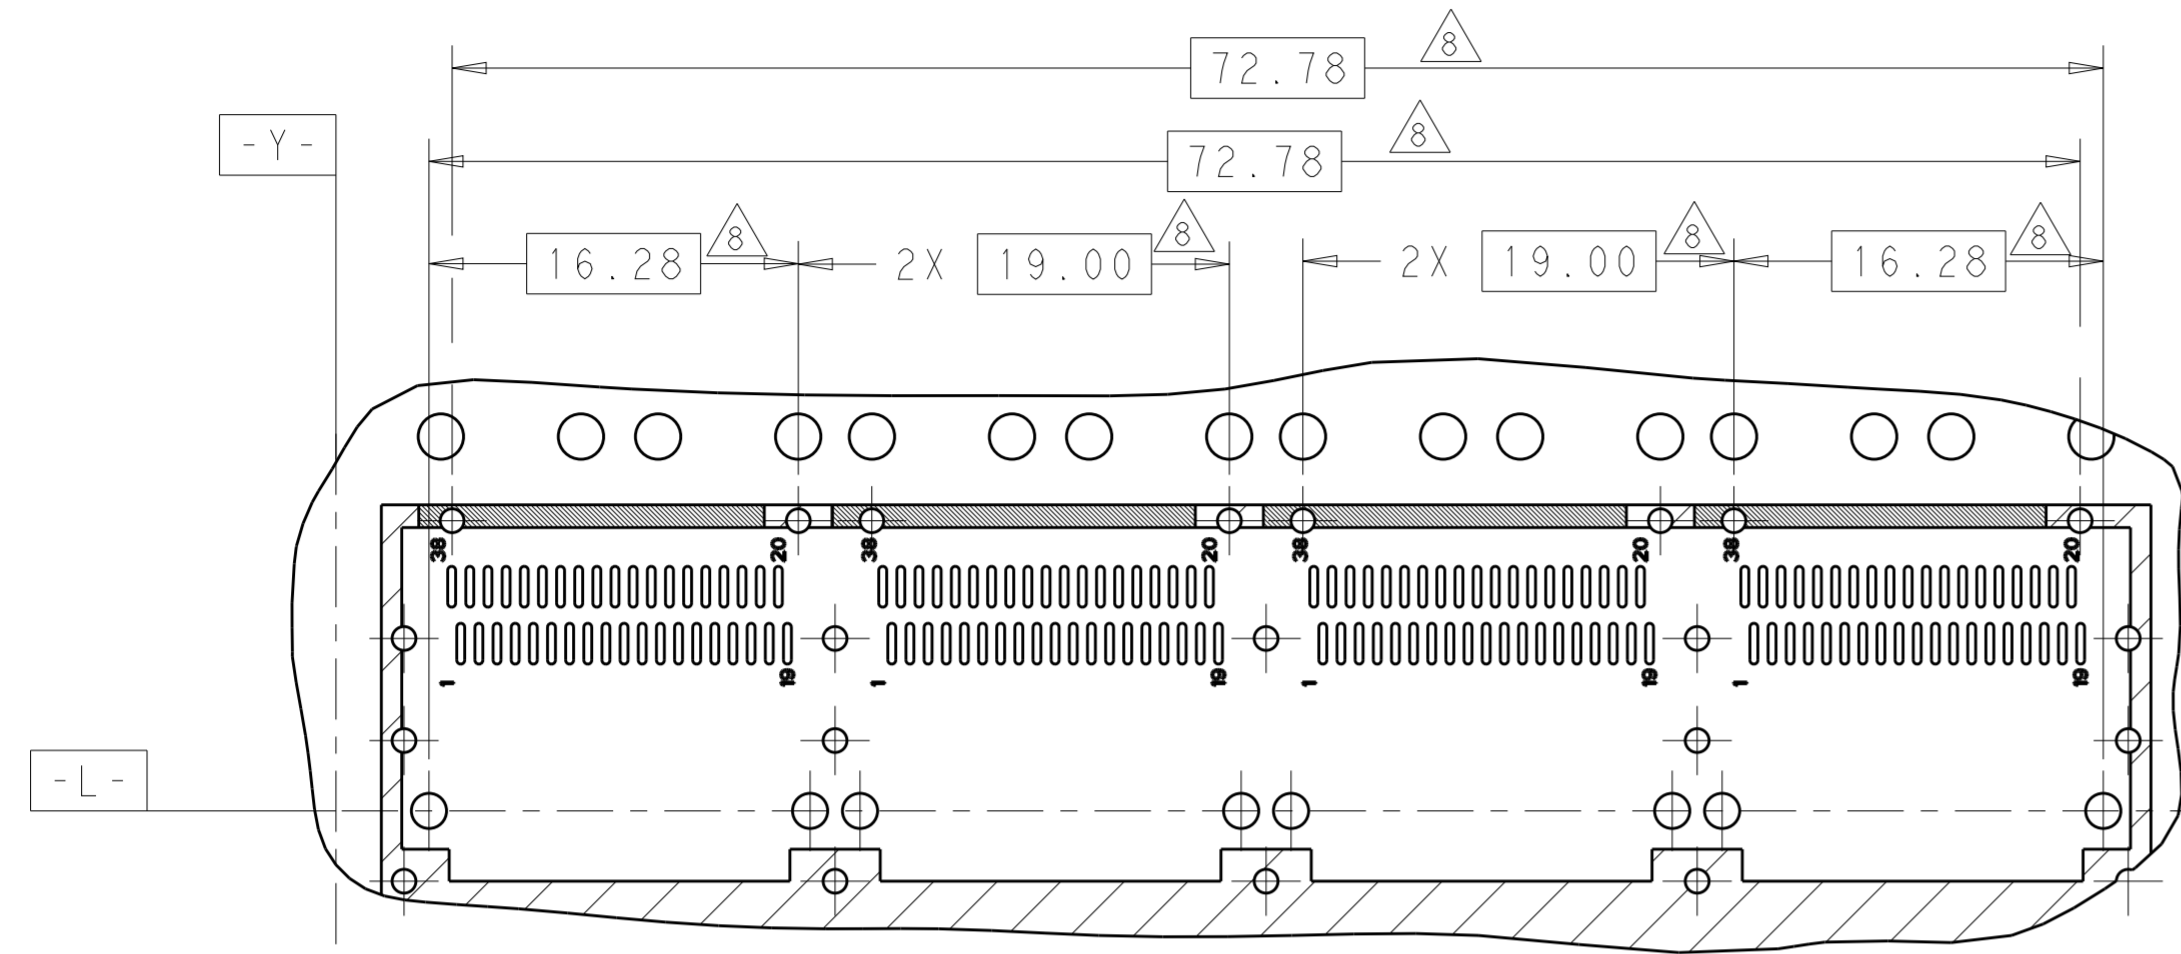 72.78 8
-Y-
72.78 8
16.28 8 2X 19.00 8 2X 19.00 8 16.28 8
38 20 38 20 38 20 38 20
1 19 1 19 1 19 1 19
-L-